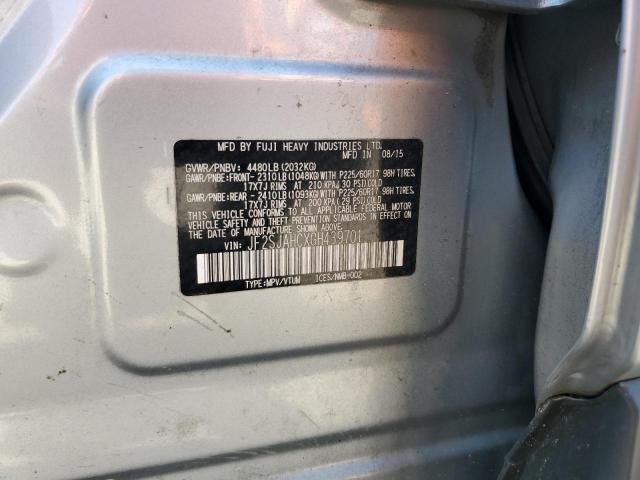 MFD BY FUJI HEAVY INDUSTRIES LTD.
MFD IN 08/15
GVWR/PNBV: 4480LB (2032KG)
GAWR/PNBE:FRONT- 2310LB(1048KG)WITH P225/60R17 98H TIRES
17X7J RIMS AT 210 KPA( 30 PSI)COLD
GAWR/PNBE:REAR - 2410LB(1093KG)WITH P225/60R17 98H TIRES
17X7J RIMS AT 200 KPA( 29 PSI)COLD
THIS VEHICLE CONFORMS TO ALL APPLICABLE FEDERAL MOTOR
VEHICLE SAFETY AND THEFT PREVENTION STANDARDS IN EFFECT
ON THE DATE OF MANUFACTURE SHOWN ABOVE.
VIN: JF2SJAHCXGH439701
TYPE:MPV/VTUM ICES/NMB-002